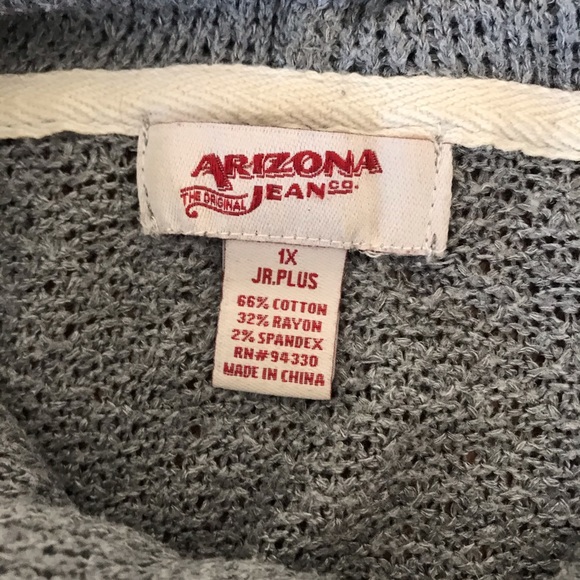 ARIZONA
THE ORIGINAL JEAN CO.
1X
JR.PLUS
66% COTTON
32% RAYON
2% SPANDEX
RN#94330
MADE IN CHINA